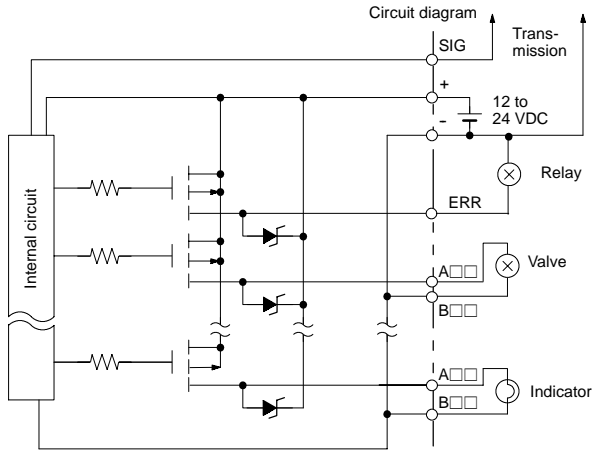 Circuit diagram
SIG
Trans-
mission
+
12 to
24 VDC
-
Relay
ERR
Internal circuit
A□□
Valve
B□□
A□□
Indicator
B□□